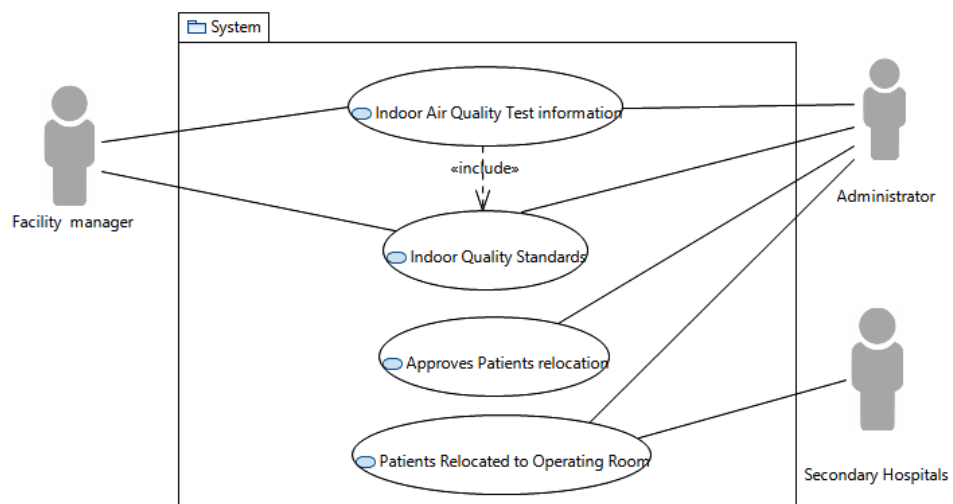 System
Indoor Air Quality Test information
«include»
Facility manager
Administrator
Indoor Quality Standards
Approves Patients relocation
Patients Relocated to Operating Room
Secondary Hospitals